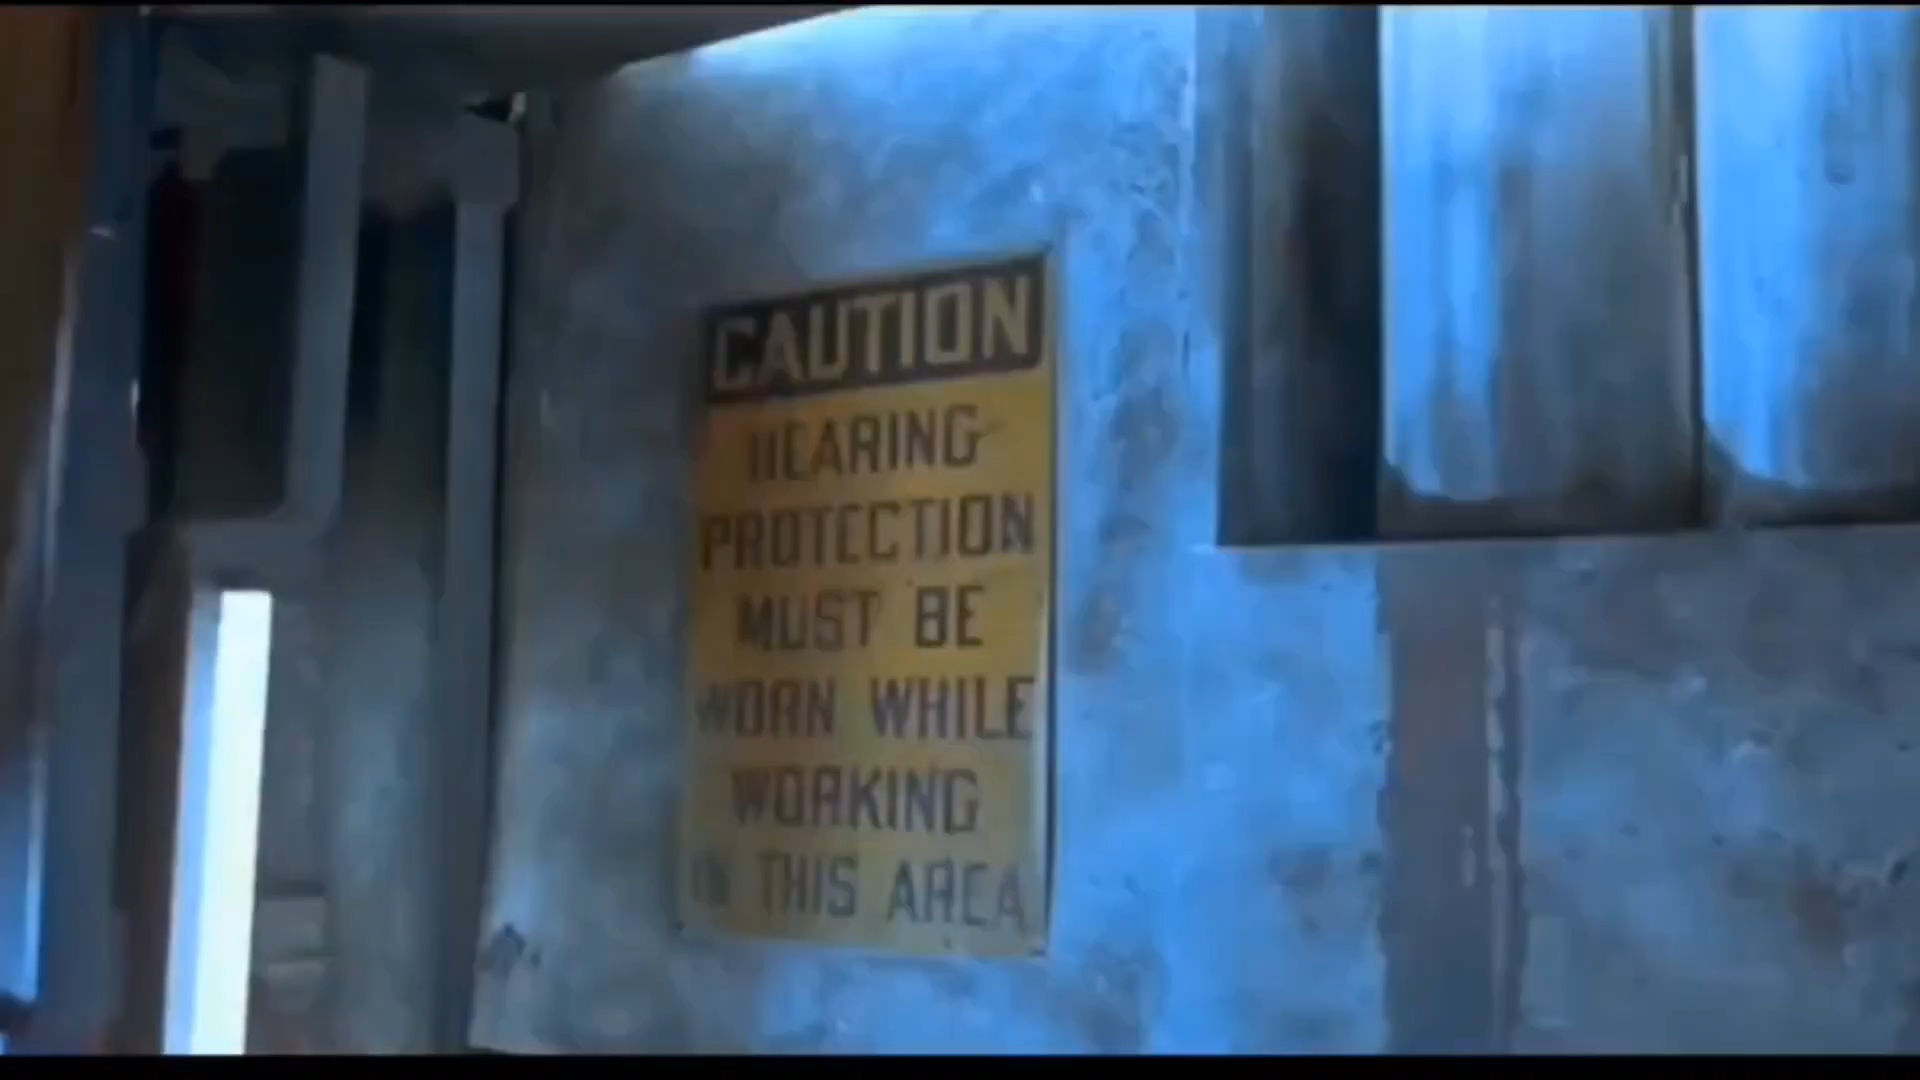 CAUTION
HEARING
PROTECTION
MUST BE
WORN WHILE
WORKING
IN THIS AREA